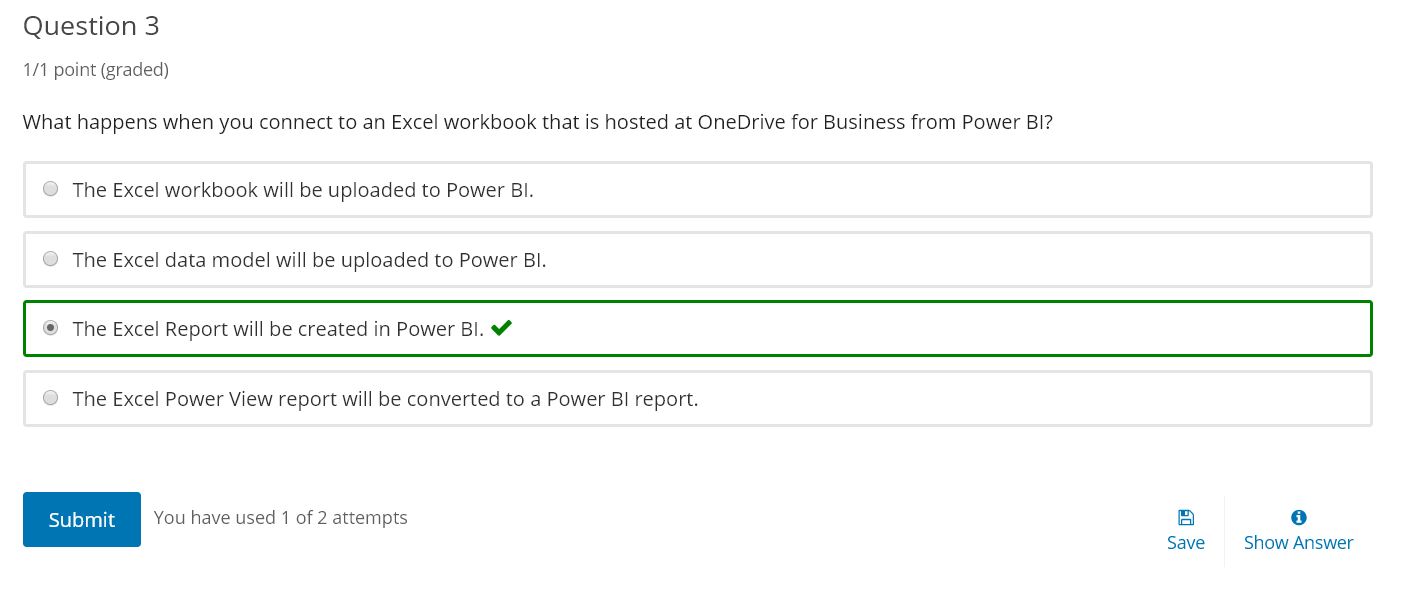 Question 3
1/1 point (graded)
What happens when you connect to an Excel workbook that is hosted at OneDrive for Business from Power BI?
The Excel workbook will be uploaded to Power BI.
The Excel data model will be uploaded to Power BI.
The Excel Report will be created in Power BI.
The Excel Power View report will be converted to a Power BI report.
Submit
You have used 1 of 2 attempts
Save
Show Answer